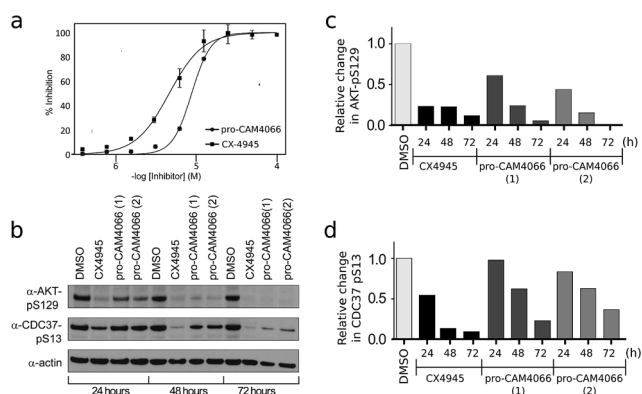 a
100
80
60
40
20
0
% Inhibition
pro-CAM4066
CX-4945
6 5 4
-log [Inhibitor] (M)
b
DMSO
CX4945
pro-CAM4066 (1)
pro-CAM4066 (2)
DMSO
CX4945
pro-CAM4066 (1)
pro-CAM4066 (2)
DMSO
CX4945
pro-CAM4066(1)
pro-CAM4066(2)
α-AKT-
pS129
α-CDC37-
pS13
α-actin
24 hours 48 hours 72 hours
c
Relative change
in AKT-pS129
1.0
0.5
0.0
DMSO
24 48 72 24 48 72 24 48 72 (h)
CX4945 pro-CAM4066 pro-CAM4066
(1) (2)
d
Relative change
in CDC37 pS13
1.0
0.5
0.0
DMSO
24 48 72 24 48 72 24 48 72 (h)
CX4945 pro-CAM4066 pro-CAM4066
(1) (2)